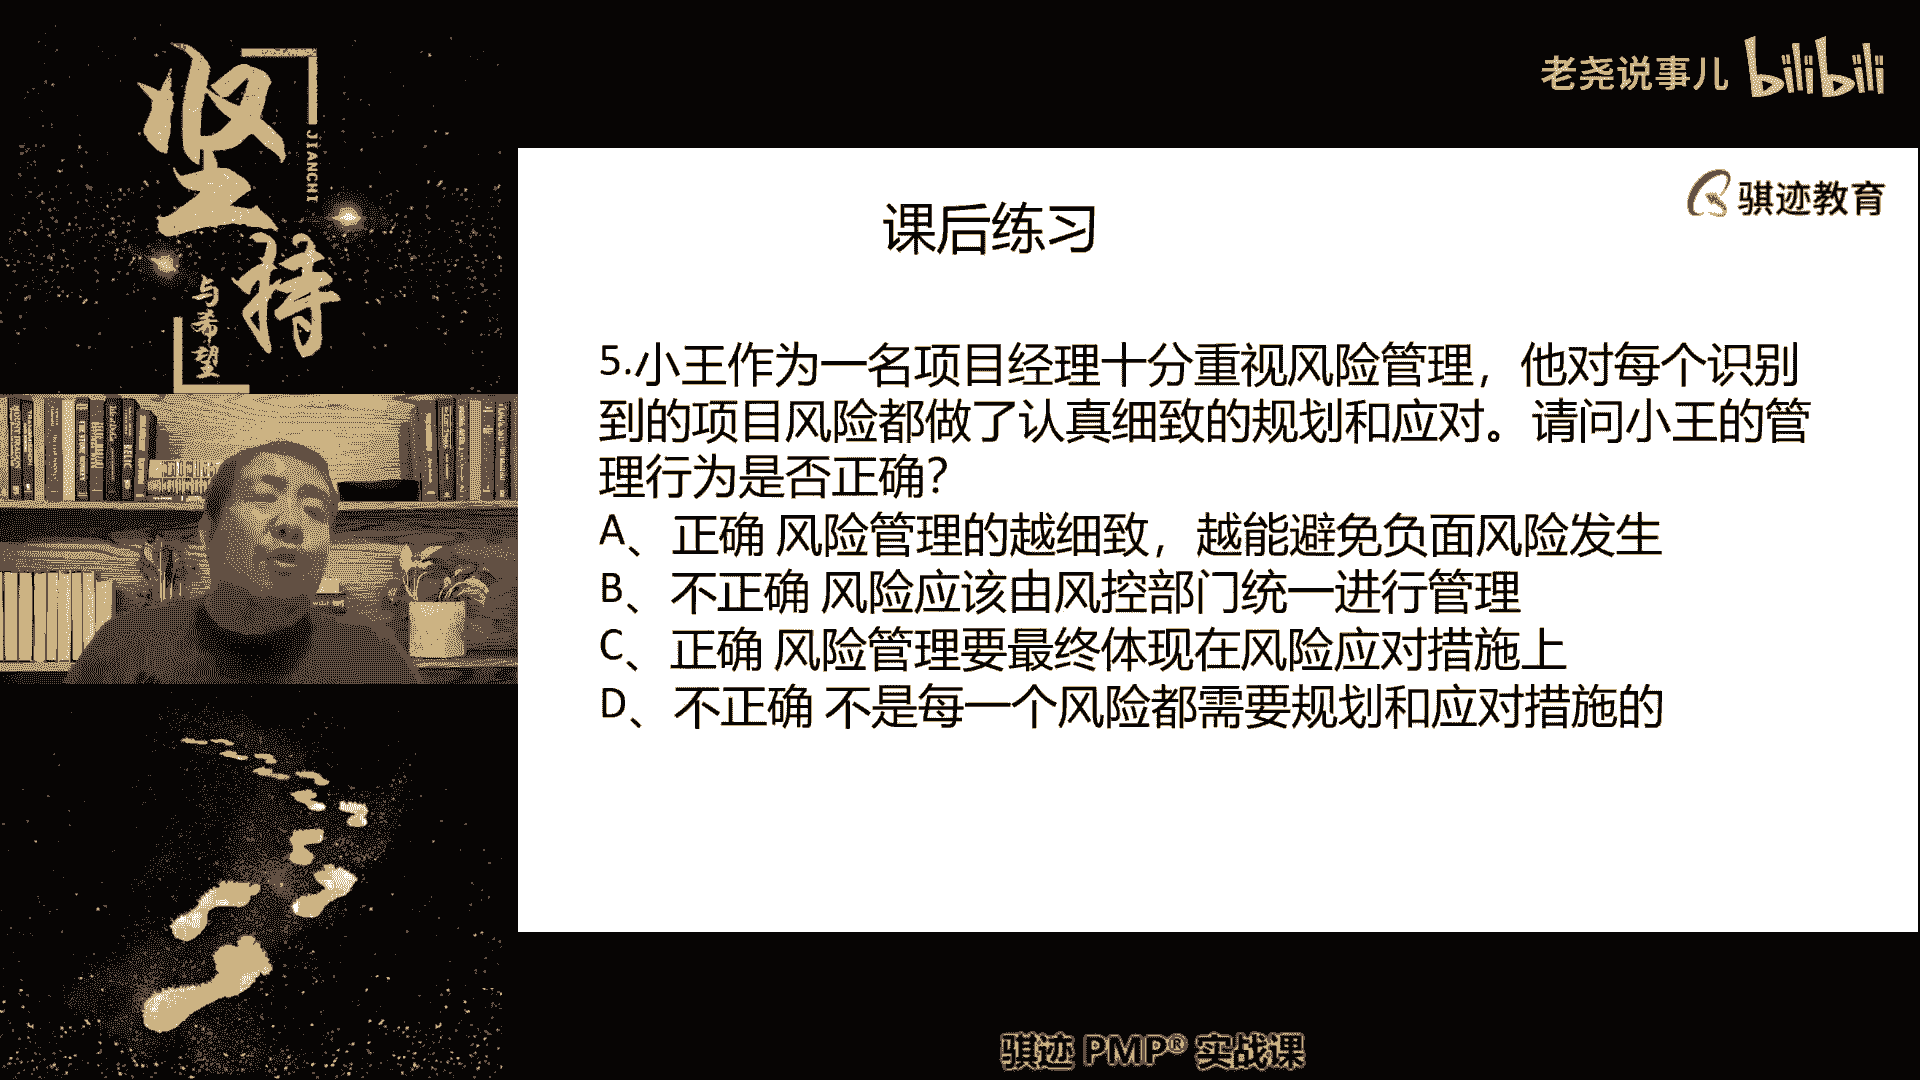 坚持
JIANCHI
与希望
老尧说事儿 bilibili
骐迹教育
课后练习
5.小王作为一名项目经理十分重视风险管理，他对每个识别
到的项目风险都做了认真细致的规划和应对。请问小王的管
理行为是否正确？
A、正确 风险管理的越细致，越能避免负面风险发生
B、不正确 风险应该由风控部门统一进行管理
C、正确 风险管理要最终体现在风险应对措施上
D、不正确 不是每一个风险都需要规划和应对措施的
骐迹 PMP® 实战课